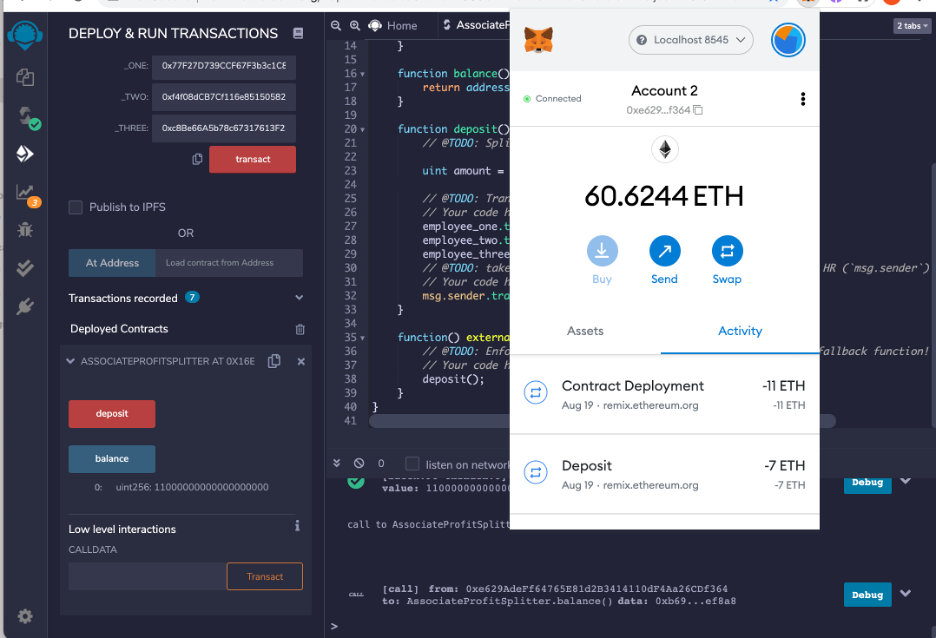 DEPLOY & RUN TRANSACTIONS
_ONE: 0x77F27D739CCF67F3b3c1C8
_TWO: 0xf4f08dCB7Cf116e85150582
_THREE: 0xcBBe66A5b78c67317613F2
transact
Publish to IPFS
OR
At Address Load contract from Address
Transactions recorded 7
Deployed Contracts
ASSOCIATEPROFITSPLITTER AT 0X16E
deposit
balance
0: uint256: 11000000000000000000
Low level interactions
CALLDATA
Transact
3
Home
AssociateP
2 tabs
14 }
15
16 function balance()
17 return address
18 }
19
20 function deposit()
21 // @TODO: Spli
22
23 uint amount =
24
25 // @TODO: Tran
26 // Your code h
27 employee_one.t
28 employee_two.t
29 employee_three
30 // @TODO: take HR (`msg.sender`)
31 // Your code h
32 msg.sender.tra
33 }
34
35 function() externa
36 // @TODO: Enfo fallback function!
37 // Your code h
38 deposit();
39 }
40 }
41
0 listen on network
value: 110000000000
Debug
call to AssociateProfitSplitt
CALL [call] from: 0xe629AdeFf64765E81d2B3414110dF4Aa26CDf364
to: AssociateProfitSplitter.balance() data: 0xb69...ef8a8
Debug
>
Localhost 8545
Connected
Account 2
0xe629...f364
60.6244 ETH
Buy Send Swap
Assets Activity
Contract Deployment -11 ETH
Aug 19 · remix.ethereum.org -11 ETH
Deposit -7 ETH
Aug 19 · remix.ethereum.org -7 ETH